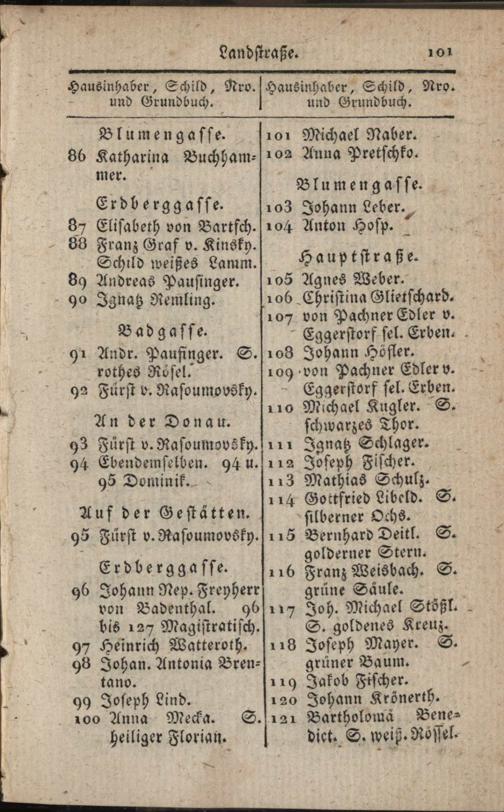 Landstraße. 101
Hausinhaber, Schild, Nro.
und Grundbuch.
Blumengasse.
86 Katharina Buchham-
mer.
Erdberggasse.
87 Elisabeth von Bartsch.
88 Franz Graf v. Kinsky.
Schild weißes Lamm.
89 Andreas Pausinger.
90 Ignatz Remling.
Badgasse.
91 Andr. Pausinger. S.
rothes Rösel.
92 Fürst v. Rasoumovsky.
An der Donau.
93 Fürst v. Rasoumovsky.
94 Ebendemselben. 94 u.
95 Dominik.
Auf der Gestätten.
95 Fürst v. Rasoumovsky.
Erdberggasse.
96 Johann Nep. Freyherr
von Badenthal. 96
bis 127 Magistratisch.
97 Heinrich Watteroth.
98 Johan. Antonia Bren-
tano.
99 Joseph Lind.
100 Anna Mecka. S.
heiliger Florian.
Hausinhaber, Schild, Nro.
und Grundbuch.
101 Michael Naber.
102 Anna Pretschko.
Blumengasse.
103 Johann Leber.
104 Anton Hosp.
Hauptstraße.
105 Agnes Weber.
106 Christina Glietschard.
107 von Pachner Edler v.
Eggerstorf sel. Erben.
108 Johann Hösler.
109 von Pachner Edler v.
Eggerstorf sel. Erben.
110 Michael Kugler. S.
schwarzes Thor.
111 Ignatz Schlager.
112 Joseph Fischer.
113 Mathias Schulz.
114 Gottfried Libeld. S.
silberner Ochs.
115 Bernhard Deitl. S.
golderner Stern.
116 Franz Weisbach. S.
grüne Säule.
117 Joh. Michael Stößl.
S. goldenes Kreuz.
118 Joseph Mayer. S.
grüner Baum.
119 Jakob Fischer.
120 Johann Krönerth.
121 Bartholomä Bene-
dict. S. weiß. Rössel.